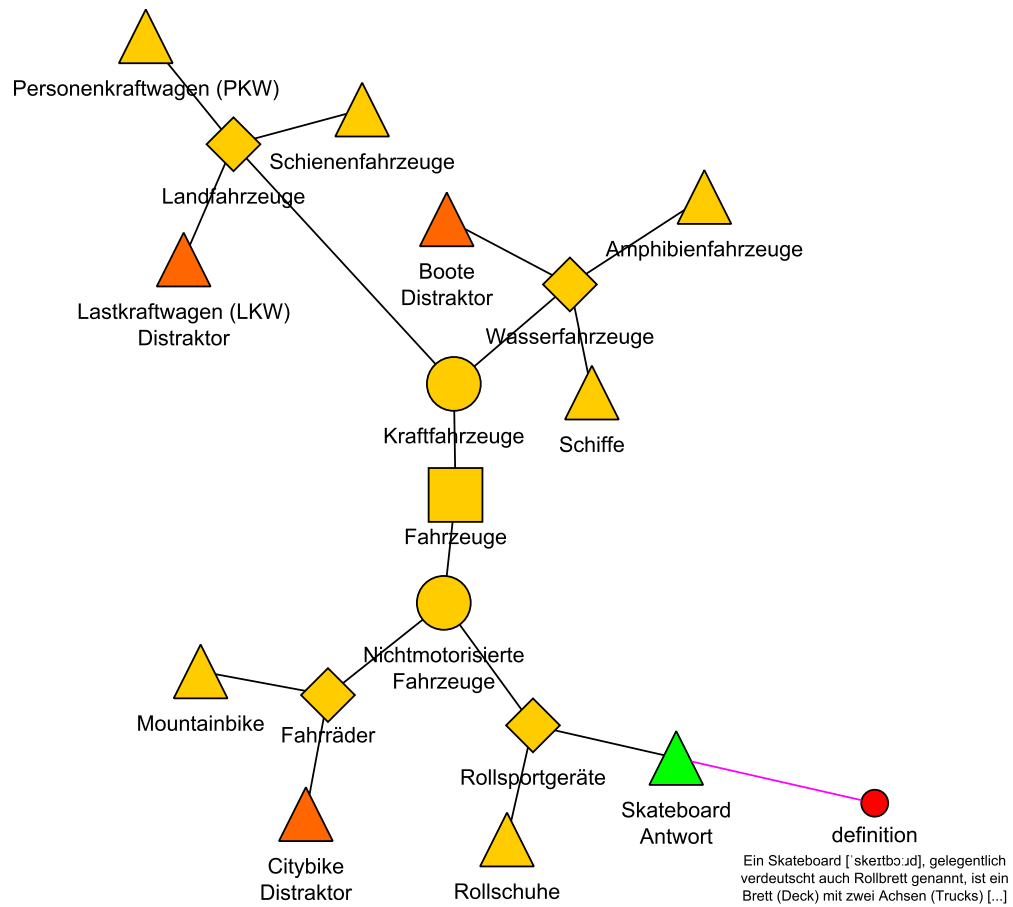 Personenkraftwagen (PKW)
Schienenfahrzeuge
Landfahrzeuge
Amphibienfahrzeuge
Boote
Distraktor
Lastkraftwagen (LKW)
Distraktor
Wasserfahrzeuge
Kraftfahrzeuge
Schiffe
Fahrzeuge
Nichtmotorisierte
Fahrzeuge
Mountainbike
Fahrräder
Rollsportgeräte
Skateboard
Antwort
definition
Ein Skateboard [ˈskeɪtbɔːɹd], gelegentlich
verdeutscht auch Rollbrett genannt, ist ein
Brett (Deck) mit zwei Achsen (Trucks) [...]
Citybike
Distraktor
Rollschuhe